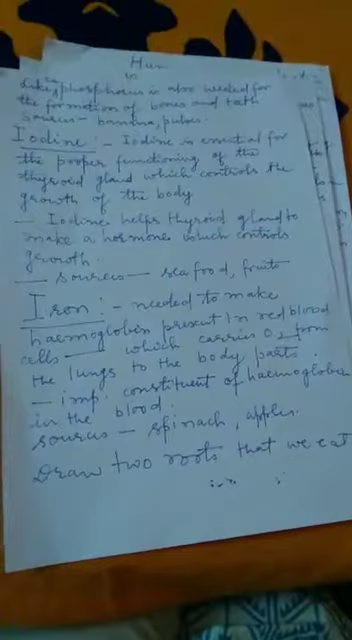 Hum
Like, phosphorus is also needed for
the formation of bones and teeth
sources - banana, pulses.
Iodine - Iodine is essential for
the proper functioning of the
thyroid gland which controls the
growth of the body
- Iodine helps thyroid gland to
make a hormone which controls
growth.
- sources - sea food, fruits
Iron :- needed to make
haemoglobin present in red blood
cells - which carries O2 from
the lungs to the body parts.
- imp. constituent of haemoglobin
in the blood.
sources - spinach, apples.
Draw two roots that we eat